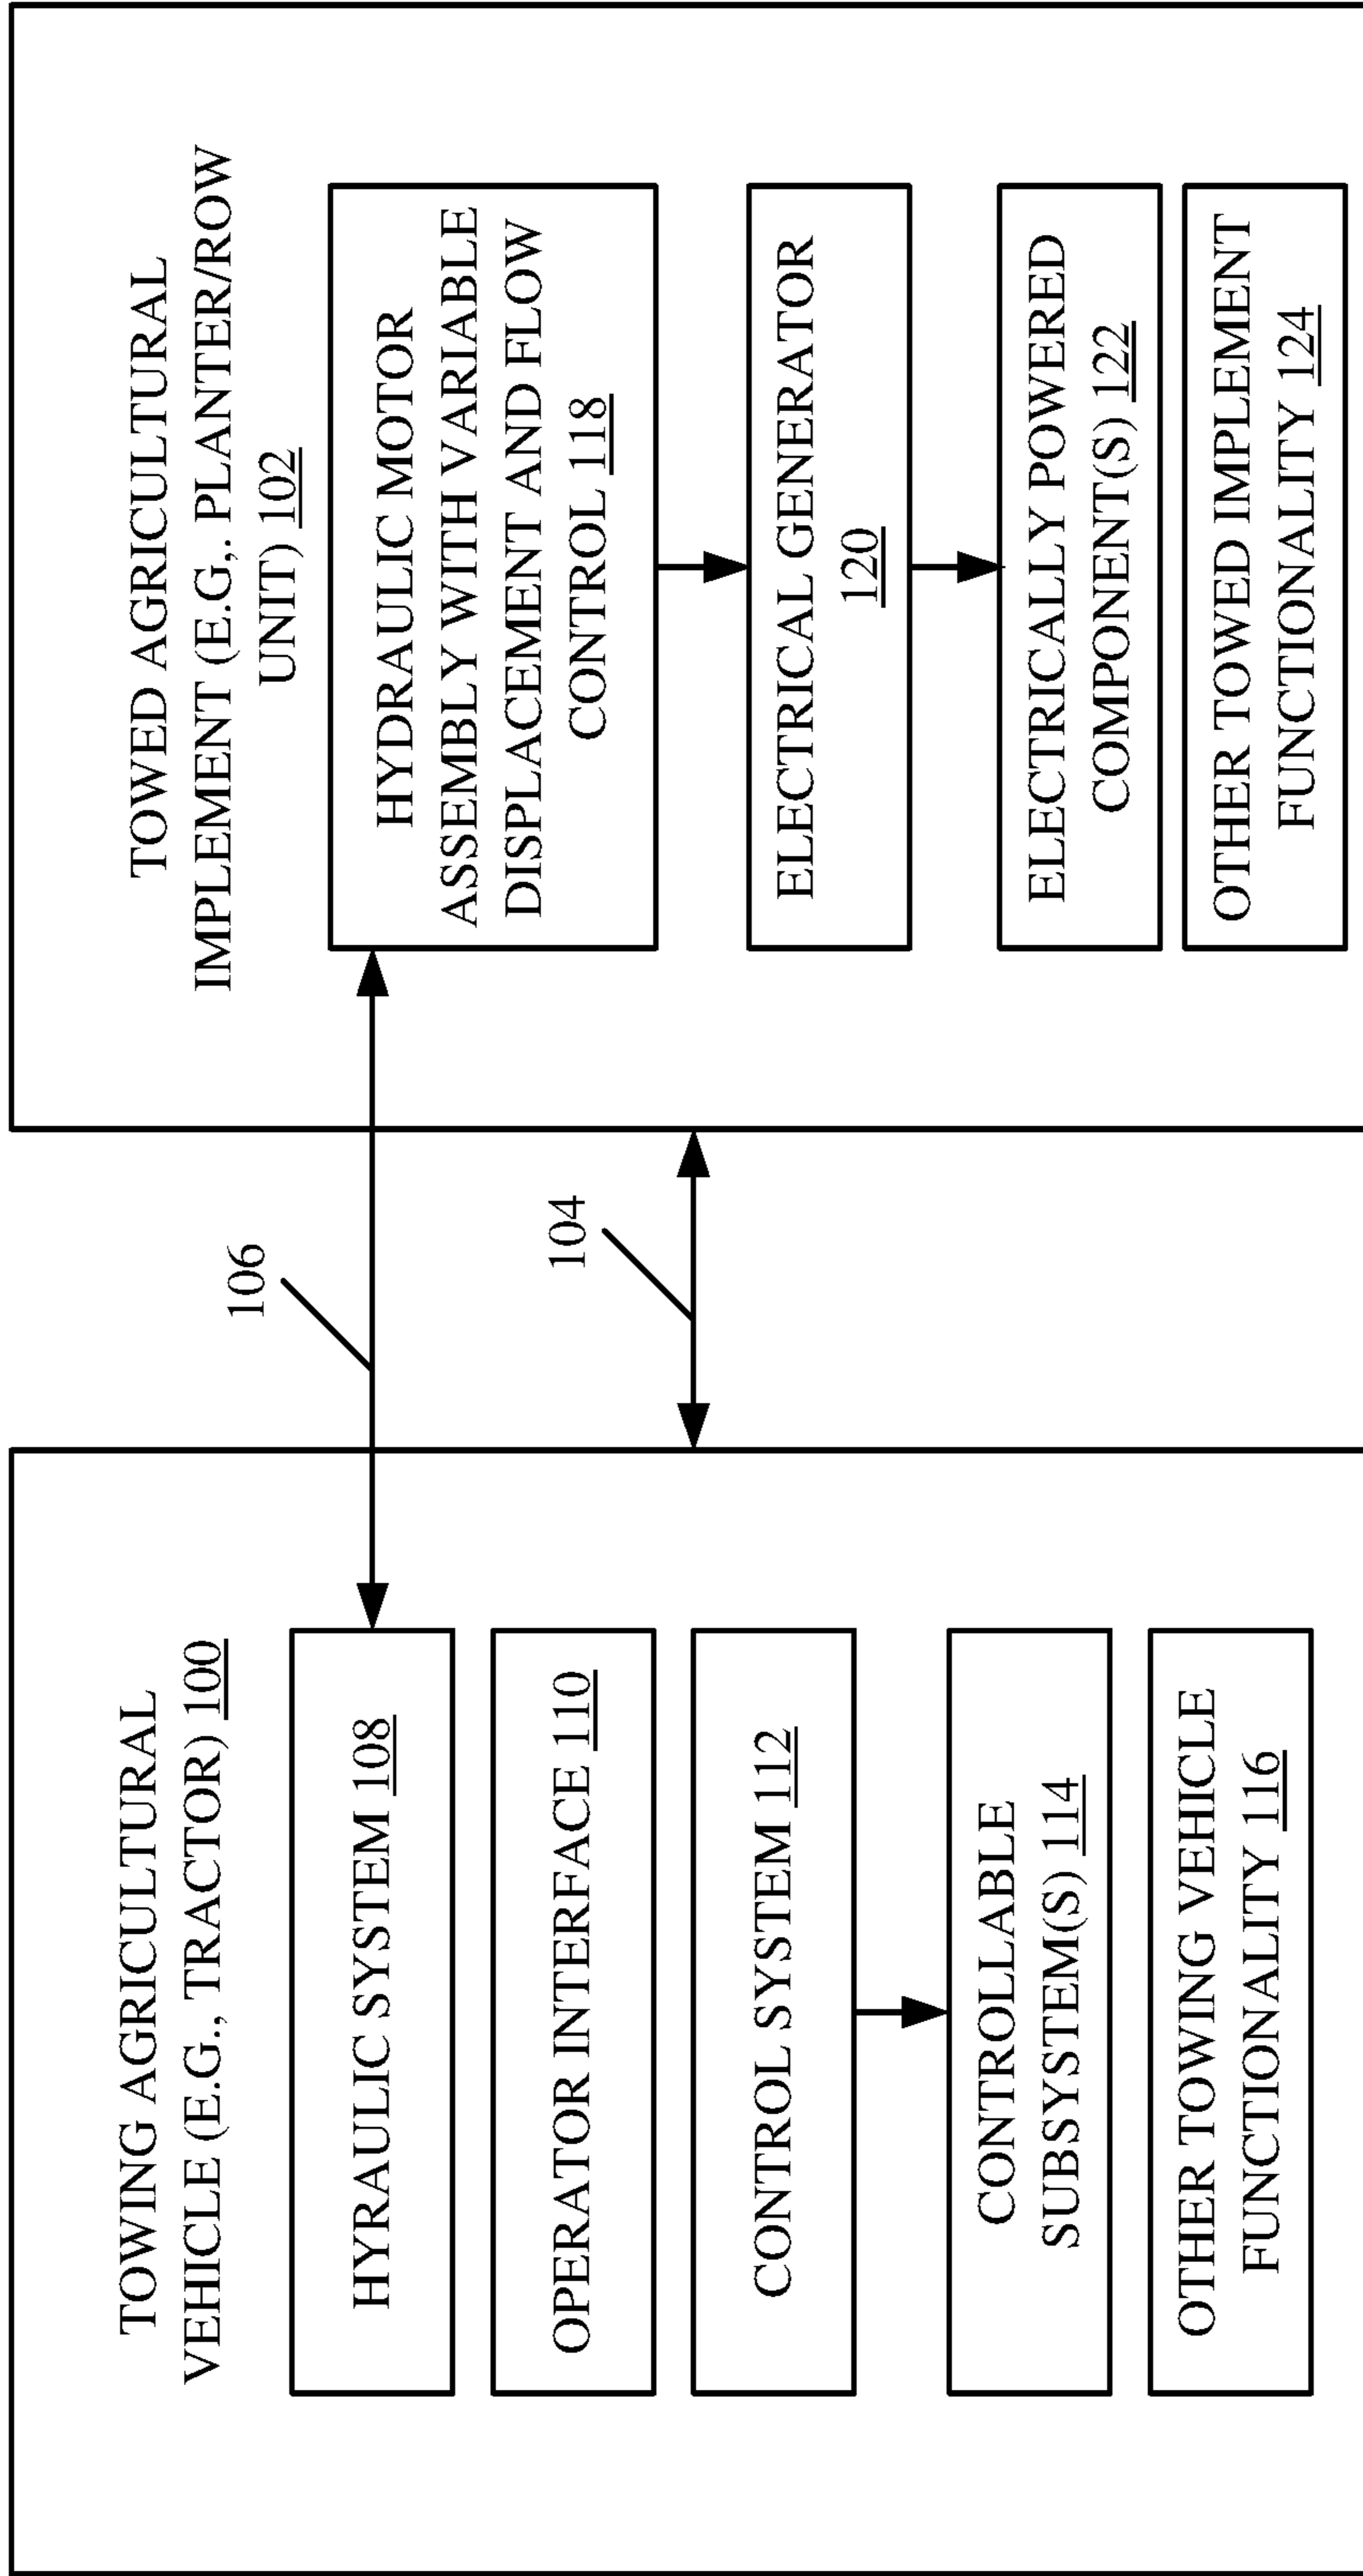 TOWING AGRICULTURAL
VEHICLE (E.G., TRACTOR) 100
HYRAULIC SYSTEM 108
OPERATOR INTERFACE 110
CONTROL SYSTEM 112
CONTROLLABLE
SUBSYSTEM(S) 114
OTHER TOWING VEHICLE
FUNCTIONALITY 116
106
104
TOWED AGRICULTURAL
IMPLEMENT (E.G,. PLANTER/ROW
UNIT) 102
HYDRAULIC MOTOR
ASSEMBLY WITH VARIABLE
DISPLACEMENT AND FLOW
CONTROL 118
ELECTRICAL GENERATOR
120
ELECTRICALLY POWERED
COMPONENT(S) 122
OTHER TOWED IMPLEMENT
FUNCTIONALITY 124